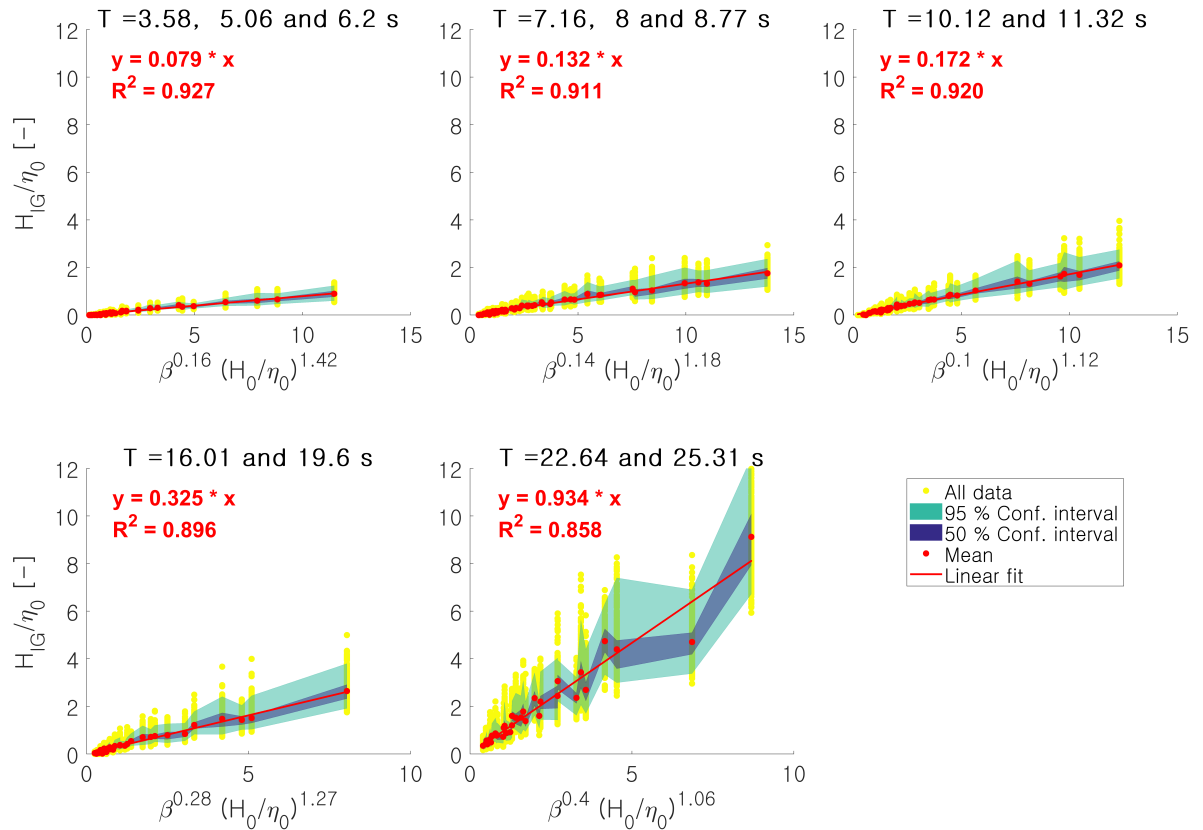 T =3.58,  5.06 and 6.2 s
y = 0.079 * x
R² = 0.927
12
10
8
6
4
2
0
H_IG/η_0 [-]
0 5 10 15
β^0.16 (H_0/η_0)^1.42
T =7.16,  8 and 8.77 s
y = 0.132 * x
R² = 0.911
12
10
8
6
4
2
0
0 5 10 15
β^0.14 (H_0/η_0)^1.18
T =10.12 and 11.32 s
y = 0.172 * x
R² = 0.920
12
10
8
6
4
2
0
0 5 10 15
β^0.1 (H_0/η_0)^1.12
T =16.01 and 19.6 s
y = 0.325 * x
R² = 0.896
12
10
8
6
4
2
0
H_IG/η_0 [-]
0 5 10
β^0.28 (H_0/η_0)^1.27
T =22.64 and 25.31 s
y = 0.934 * x
R² = 0.858
12
10
8
6
4
2
0
0 5 10
β^0.4 (H_0/η_0)^1.06
All data
95 % Conf. interval
50 % Conf. interval
Mean
Linear fit